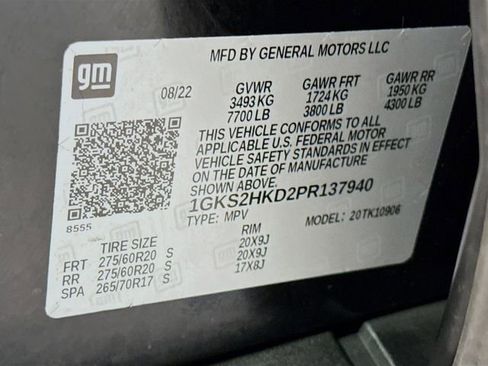 gm
MFD BY GENERAL MOTORS LLC
08/22 GVWR GAWR FRT GAWR RR
3493 KG 1724 KG 1950 KG
7700 LB 3800 LB 4300 LB
THIS VEHICLE CONFORMS TO ALL
APPLICABLE U.S. FEDERAL MOTOR
VEHICLE SAFETY STANDARDS IN EFFECT
ON THE DATE OF MANUFACTURE
SHOWN ABOVE.
1GKS2HKD2PR137940
8555 TYPE: MPV MODEL: 20TK10906
TIRE SIZE RIM
FRT 275/60R20 S 20X9J
RR 275/60R20 S 20X9J
SPA 265/70R17 S 17X8J